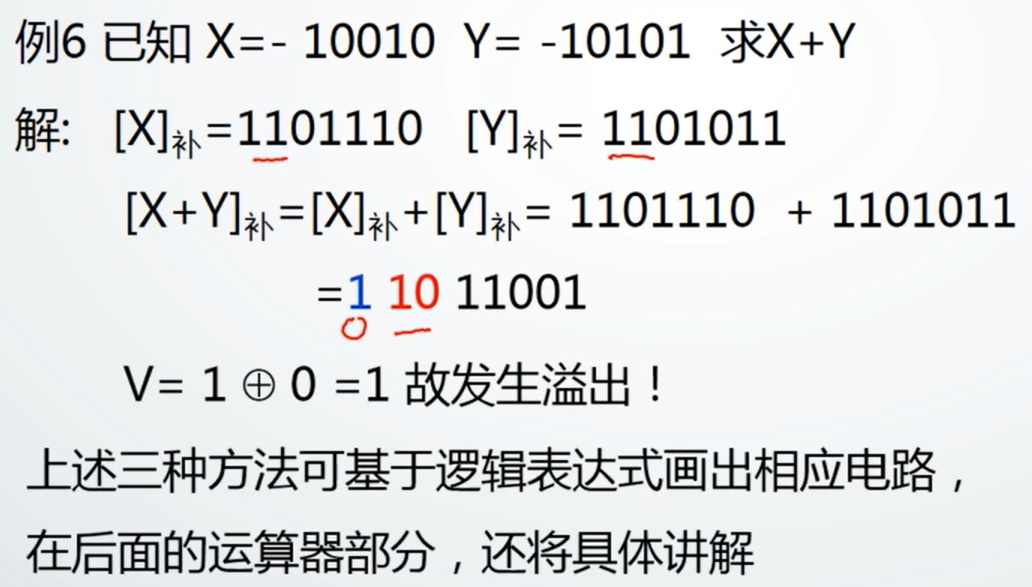 例6 已知 X=- 10010  Y= -10101  求X+Y
解:  [X]补=1101110  [Y]补= 1101011
[X+Y]补=[X]补+[Y]补= 1101110 + 1101011
=1 10 11001
V= 1 ⊕ 0 =1 故发生溢出！
上述三种方法可基于逻辑表达式画出相应电路，
在后面的运算器部分，还将具体讲解